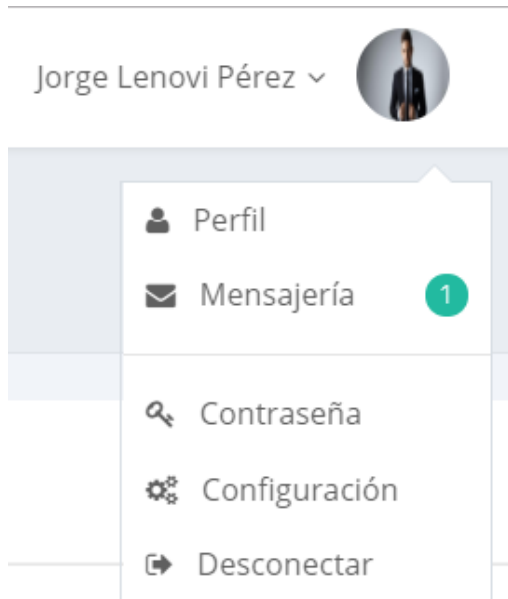 Jorge Lenovi Pérez
Perfil
Mensajería 1
Contraseña
Configuración
Desconectar